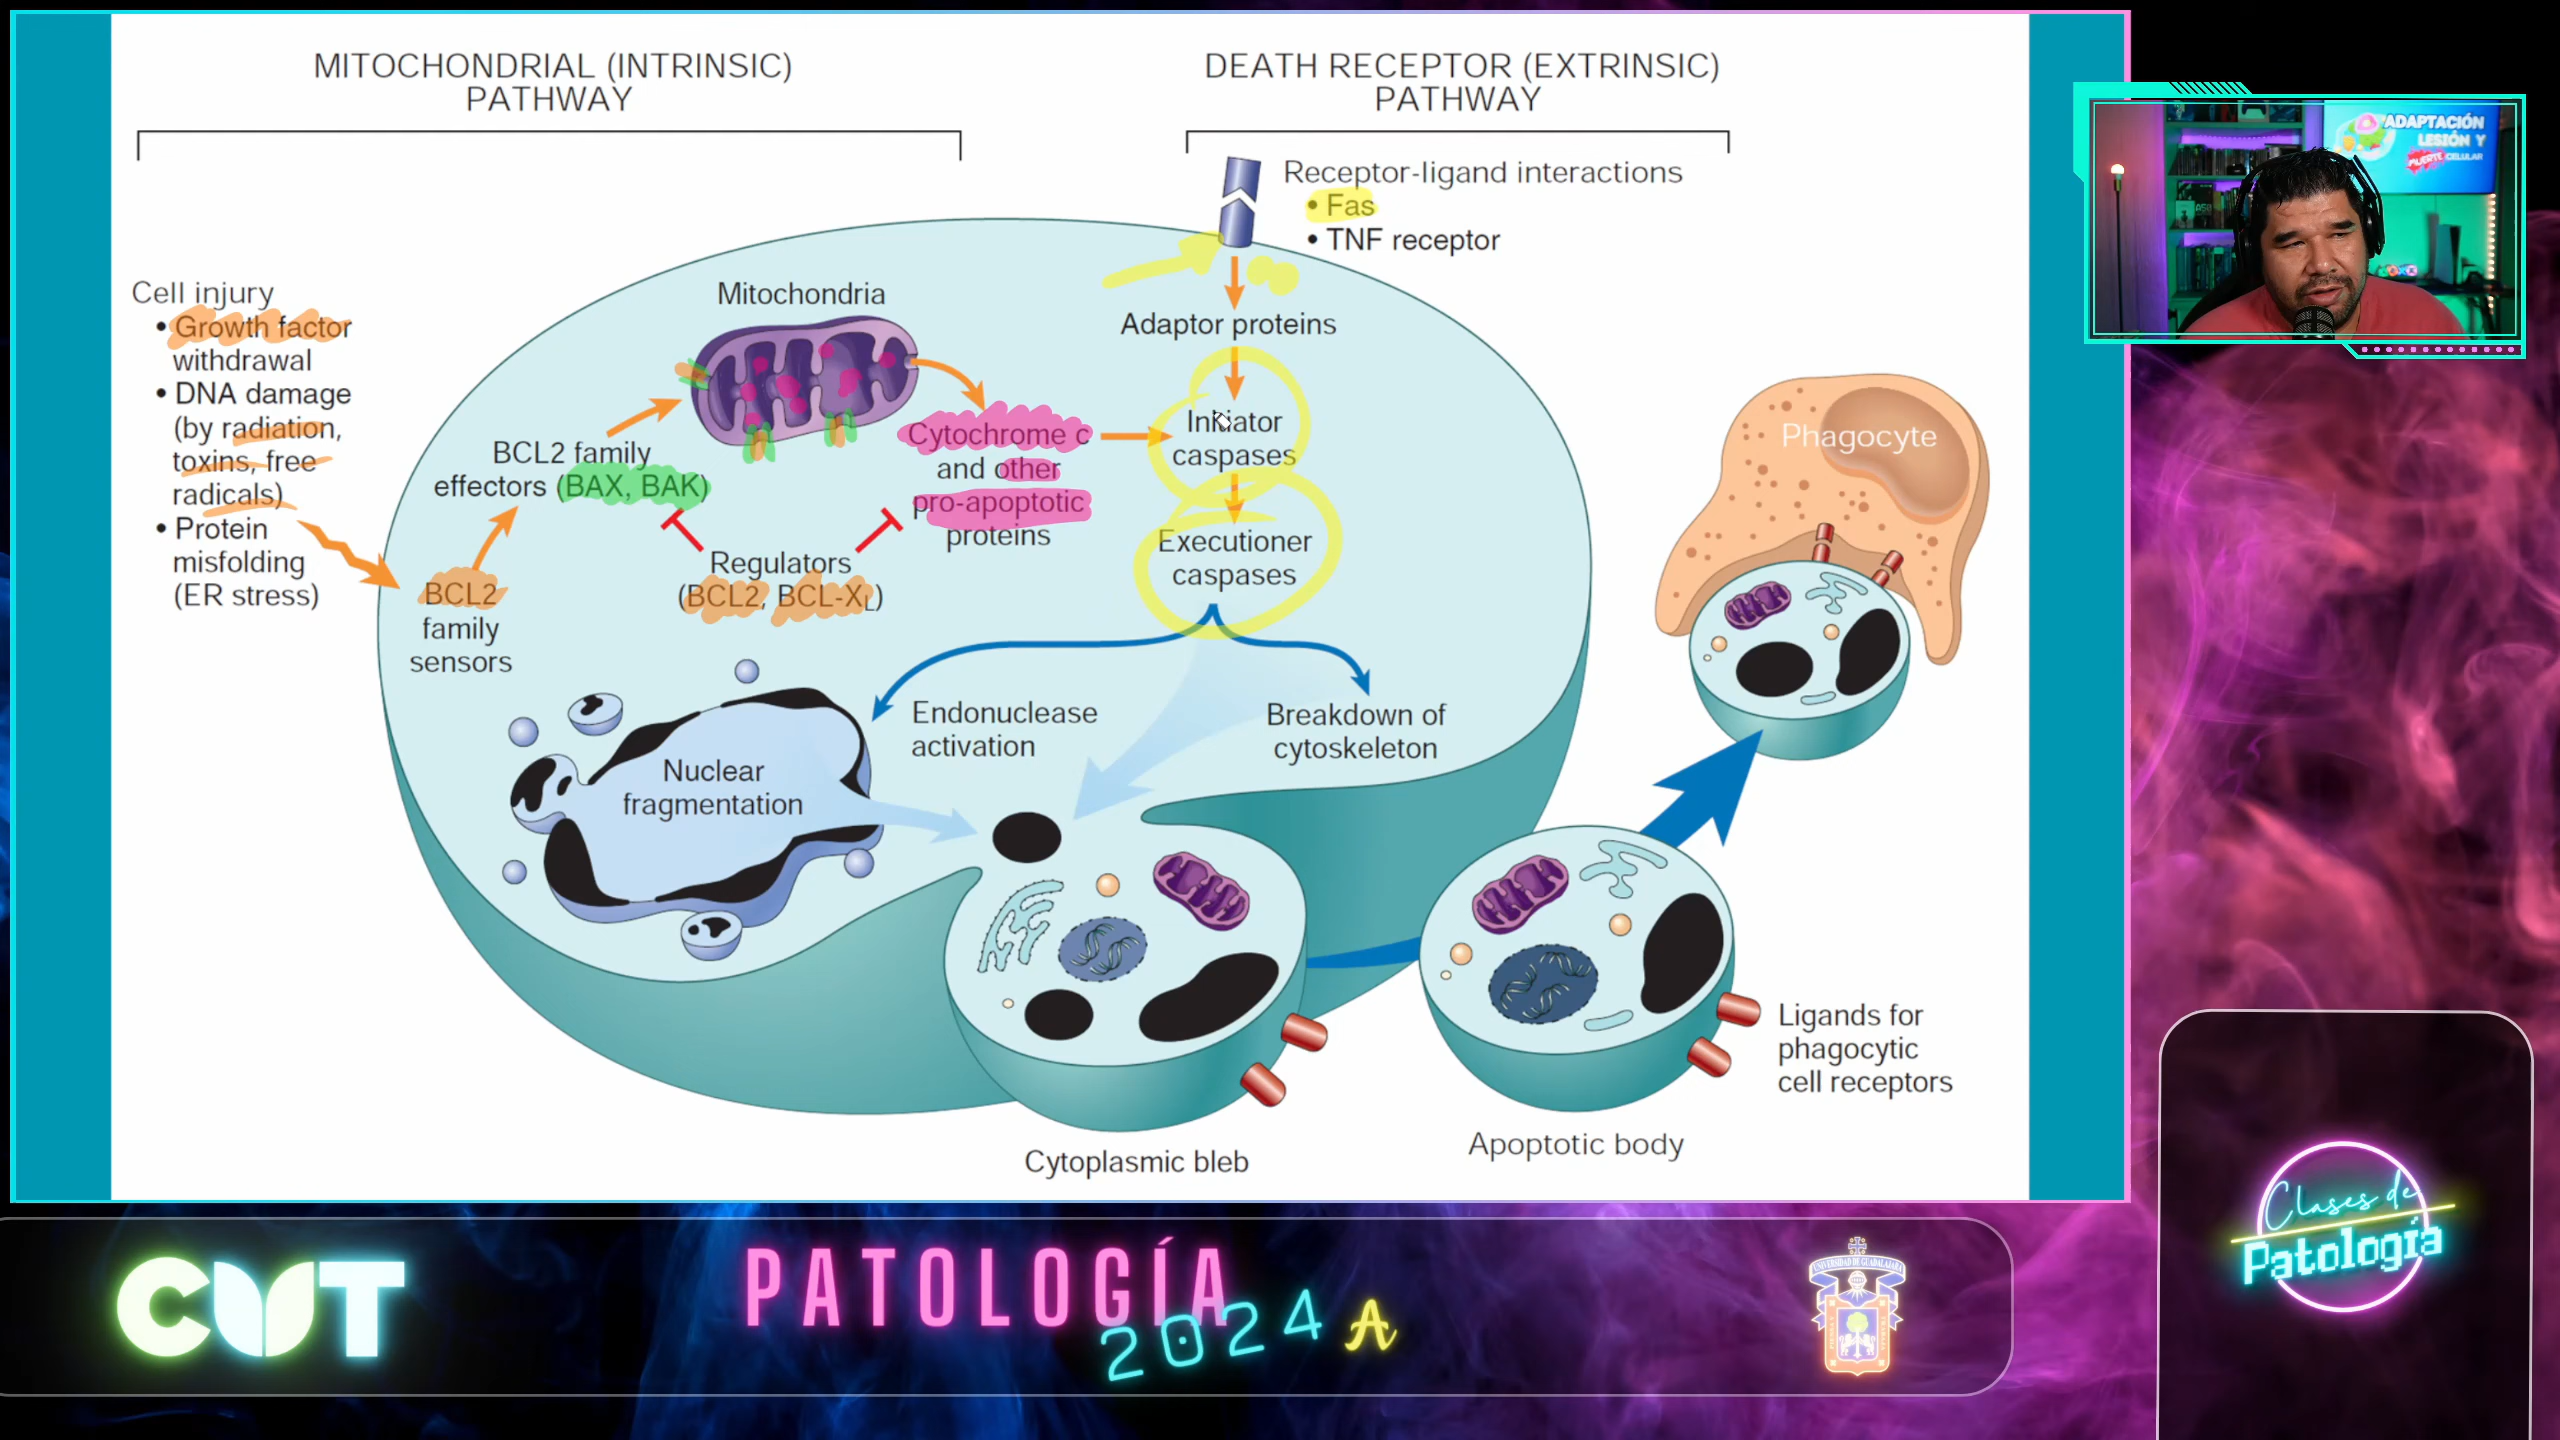 MITOCHONDRIAL (INTRINSIC)
PATHWAY
DEATH RECEPTOR (EXTRINSIC)
PATHWAY
Receptor-ligand interactions
• Fas
• TNF receptor
Cell injury
• Growth factor
withdrawal
• DNA damage
(by radiation,
toxins, free
radicals)
• Protein
misfolding
(ER stress)
Mitochondria
Adaptor proteins
BCL2 family
effectors (BAX, BAK)
Cytochrome c
and other
pro-apoptotic
proteins
Initiator
caspases
Executioner
caspases
Regulators
(BCL2, BCL-XL)
BCL2
family
sensors
Endonuclease
activation
Breakdown of
cytoskeleton
Nuclear
fragmentation
Phagocyte
Ligands for
phagocytic
cell receptors
Cytoplasmic bleb
Apoptotic body
ADAPTACIÓN
LESIÓN Y
MUERTE CELULAR
CUT
PATOLOGÍA
2024 A
UNIVERSIDAD DE GUADALAJARA
Clases de
Patología